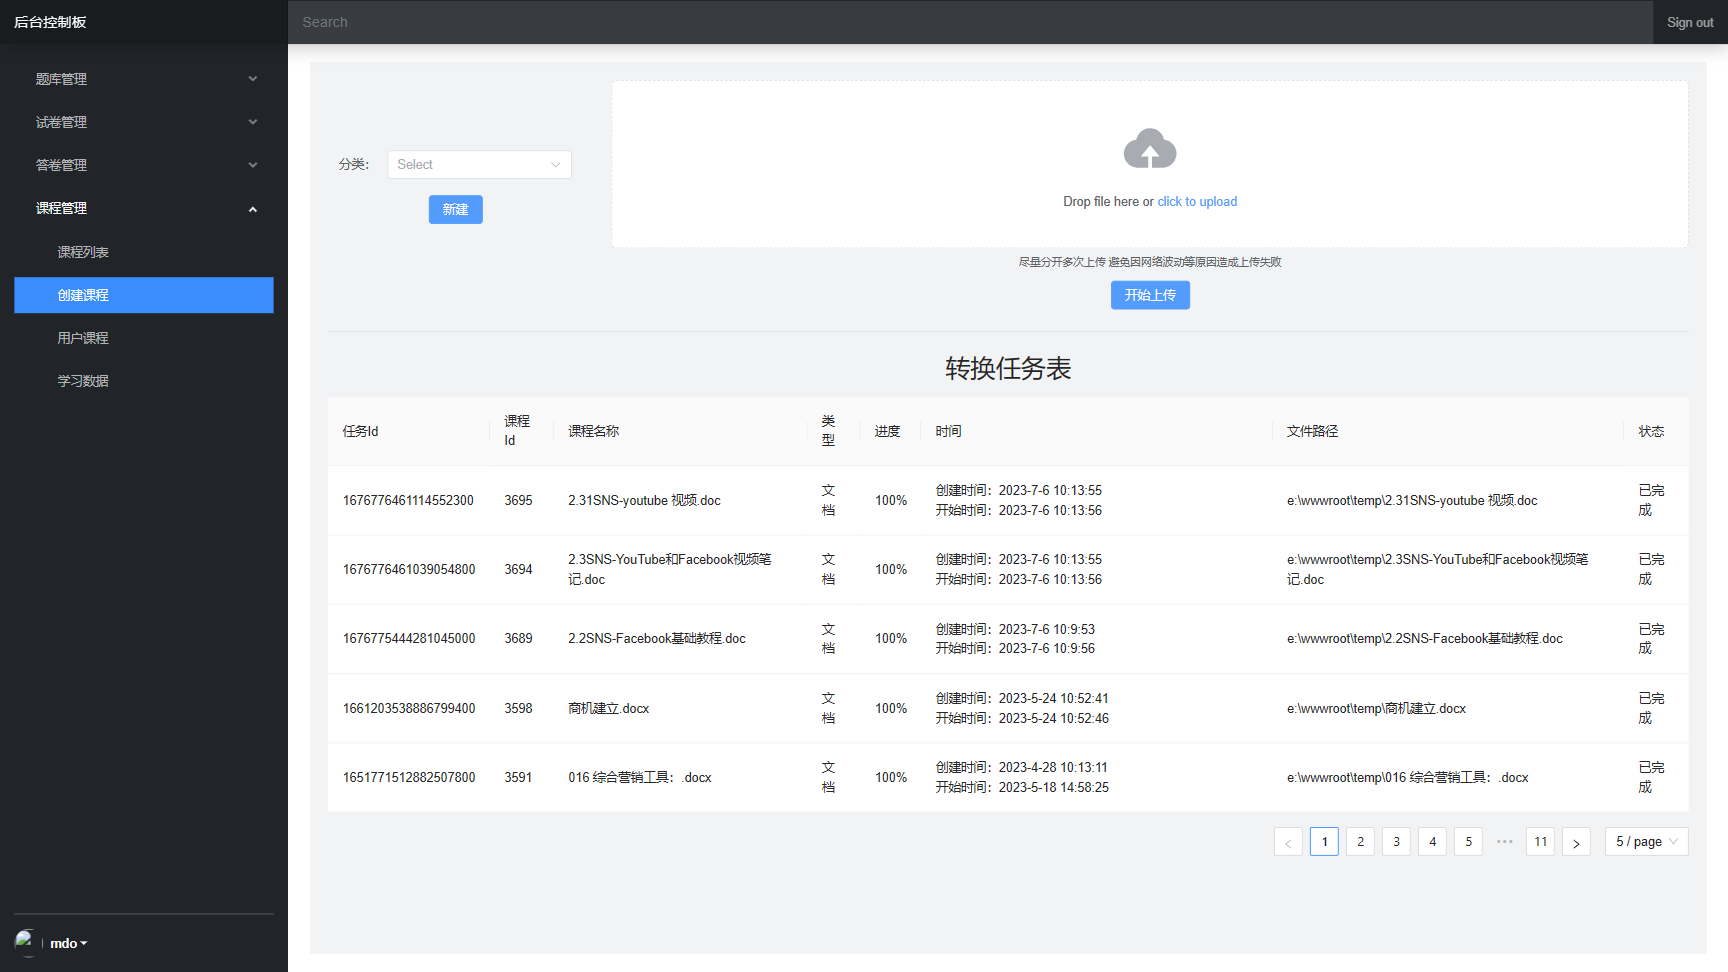 后台控制板
Search
Sign out
题库管理
试卷管理
答卷管理
课程管理
课程列表
创建课程
用户课程
学习数据
mdo
分类：
Select
新建
Drop file here or click to upload
尽量分开多次上传 避免因网络波动等原因造成上传失败
开始上传
转换任务表
任务Id
课程
Id
课程名称
类
型
进度
时间
文件路径
状态
1676776461114552300
3695
2.31SNS-youtube 视频.doc
文
档
100%
创建时间：2023-7-6 10:13:55
开始时间：2023-7-6 10:13:56
e:\wwwroot\temp\2.31SNS-youtube 视频.doc
已完
成
1676776461039054800
3694
2.3SNS-YouTube和Facebook视频笔
记.doc
文
档
100%
创建时间：2023-7-6 10:13:55
开始时间：2023-7-6 10:13:56
e:\wwwroot\temp\2.3SNS-YouTube和Facebook视频笔
记.doc
已完
成
1676775444281045000
3689
2.2SNS-Facebook基础教程.doc
文
档
100%
创建时间：2023-7-6 10:9:53
开始时间：2023-7-6 10:9:56
e:\wwwroot\temp\2.2SNS-Facebook基础教程.doc
已完
成
1661203538886799400
3598
商机建立.docx
文
档
100%
创建时间：2023-5-24 10:52:41
开始时间：2023-5-24 10:52:46
e:\wwwroot\temp\商机建立.docx
已完
成
1651771512882507800
3591
016 综合营销工具：.docx
文
档
100%
创建时间：2023-4-28 10:13:11
开始时间：2023-5-18 14:58:25
e:\wwwroot\temp\016 综合营销工具：.docx
已完
成
1
2
3
4
5
•••
11
5 / page